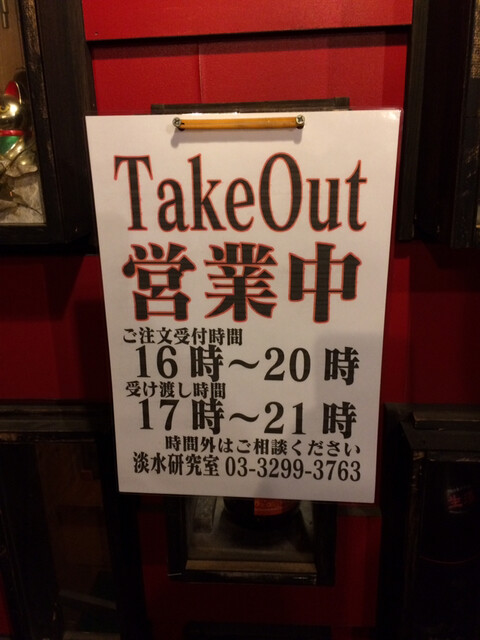 TakeOut
営業中
ご注文受付時間
16時〜20時
受け渡し時間
17時〜21時
時間外はご相談ください
淡水研究室 03-3299-3763